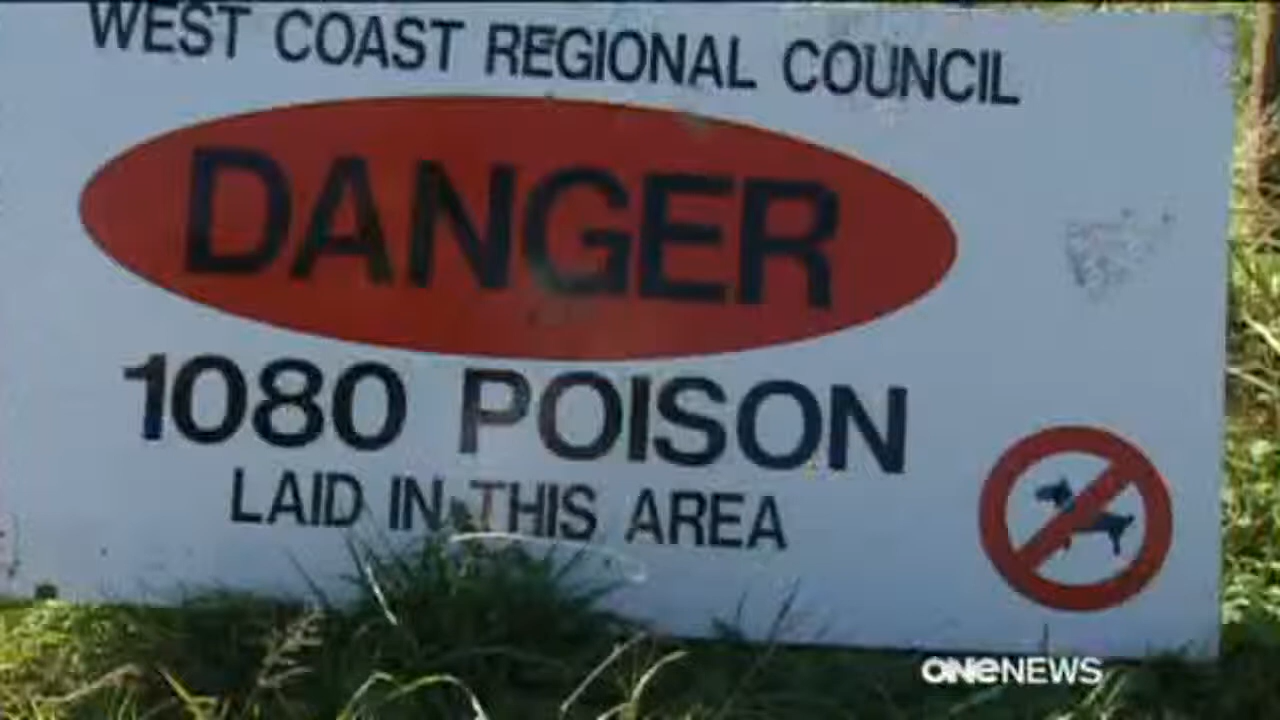 WEST COAST REGIONAL COUNCIL
DANGER
1080 POISON
LAID IN THIS AREA
ONE NEWS